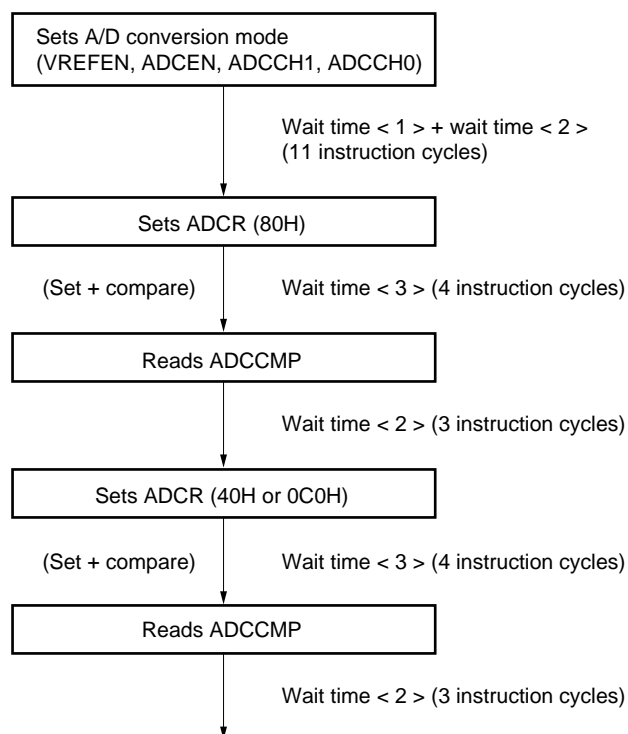 Sets A/D conversion mode
(VREFEN, ADCEN, ADCCH1, ADCCH0)
Wait time < 1 > + wait time < 2 >
(11 instruction cycles)
Sets ADCR (80H)
(Set + compare)
Wait time < 3 > (4 instruction cycles)
Reads ADCCMP
Wait time < 2 > (3 instruction cycles)
Sets ADCR (40H or 0C0H)
(Set + compare)
Wait time < 3 > (4 instruction cycles)
Reads ADCCMP
Wait time < 2 > (3 instruction cycles)